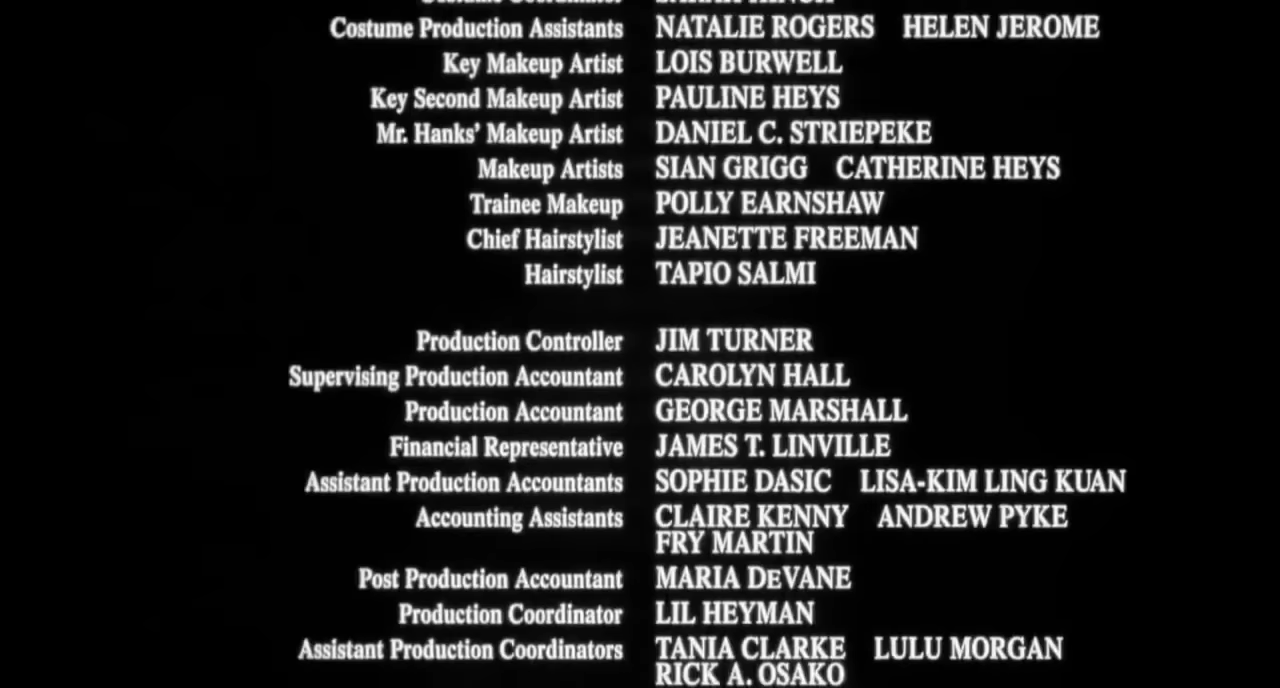 Costume Production Assistants NATALIE ROGERS HELEN JEROME
Key Makeup Artist LOIS BURWELL
Key Second Makeup Artist PAULINE HEYS
Mr. Hanks' Makeup Artist DANIEL C. STRIEPEKE
Makeup Artists SIAN GRIGG CATHERINE HEYS
Trainee Makeup POLLY EARNSHAW
Chief Hairstylist JEANETTE FREEMAN
Hairstylist TAPIO SALMI
Production Controller JIM TURNER
Supervising Production Accountant CAROLYN HALL
Production Accountant GEORGE MARSHALL
Financial Representative JAMES T. LINVILLE
Assistant Production Accountants SOPHIE DASIC LISA-KIM LING KUAN
Accounting Assistants CLAIRE KENNY ANDREW PYKE
FRY MARTIN
Post Production Accountant MARIA DeVANE
Production Coordinator LIL HEYMAN
Assistant Production Coordinators TANIA CLARKE LULU MORGAN
RICK A. OSAKO